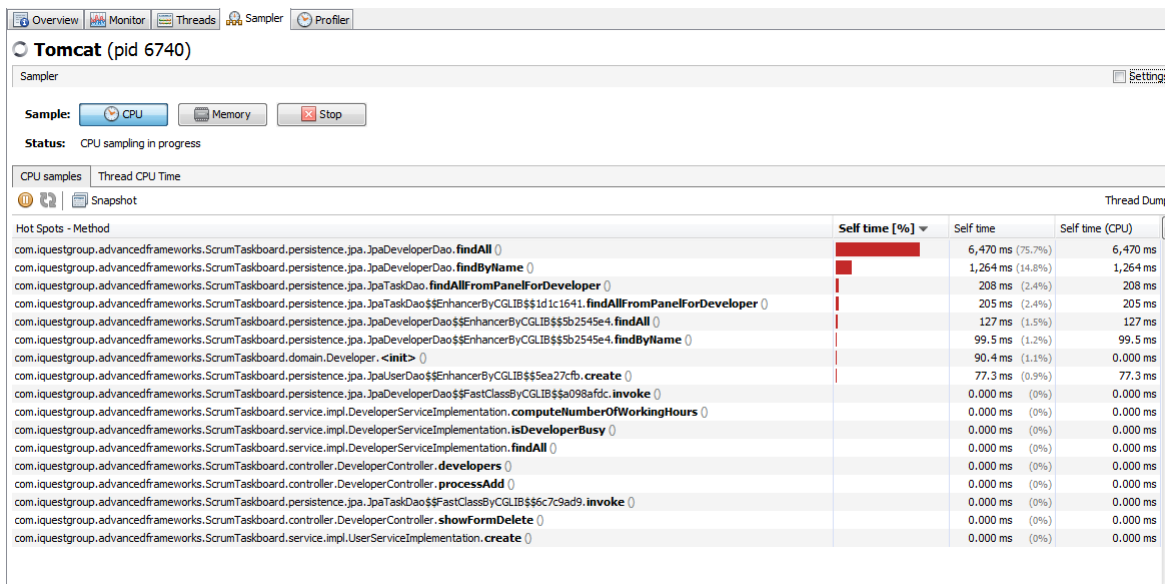 Overview Monitor Threads Sampler Profiler
Tomcat (pid 6740)
Sampler Settings
Sample: CPU Memory Stop
Status: CPU sampling in progress
CPU samples Thread CPU Time
Snapshot Thread Dump
Hot Spots - Method Self time [%] Self time Self time (CPU)
com.iquestgroup.advancedframeworks.ScrumTaskboard.persistence.jpa.JpaDeveloperDao.findAll () 6,470 ms (75.7%) 6,470 ms
com.iquestgroup.advancedframeworks.ScrumTaskboard.persistence.jpa.JpaDeveloperDao.findByName () 1,264 ms (14.8%) 1,264 ms
com.iquestgroup.advancedframeworks.ScrumTaskboard.persistence.jpa.JpaTaskDao.findAllFromPanelForDeveloper () 208 ms (2.4%) 208 ms
com.iquestgroup.advancedframeworks.ScrumTaskboard.persistence.jpa.JpaTaskDao$$EnhancerByCGLIB$$1d1c1641.findAllFromPanelForDeveloper () 205 ms (2.4%) 205 ms
com.iquestgroup.advancedframeworks.ScrumTaskboard.persistence.jpa.JpaDeveloperDao$$EnhancerByCGLIB$$5b2545e4.findAll () 127 ms (1.5%) 127 ms
com.iquestgroup.advancedframeworks.ScrumTaskboard.persistence.jpa.JpaDeveloperDao$$EnhancerByCGLIB$$5b2545e4.findByName () 99.5 ms (1.2%) 99.5 ms
com.iquestgroup.advancedframeworks.ScrumTaskboard.domain.Developer.<init> () 90.4 ms (1.1%) 0.000 ms
com.iquestgroup.advancedframeworks.ScrumTaskboard.persistence.jpa.JpaUserDao$$EnhancerByCGLIB$$5ea27cfb.create () 77.3 ms (0.9%) 77.3 ms
com.iquestgroup.advancedframeworks.ScrumTaskboard.persistence.jpa.JpaDeveloperDao$$FastClassByCGLIB$$a098afdc.invoke () 0.000 ms (0%) 0.000 ms
com.iquestgroup.advancedframeworks.ScrumTaskboard.service.impl.DeveloperServiceImplementation.computeNumberOfWorkingHours () 0.000 ms (0%) 0.000 ms
com.iquestgroup.advancedframeworks.ScrumTaskboard.service.impl.DeveloperServiceImplementation.isDeveloperBusy () 0.000 ms (0%) 0.000 ms
com.iquestgroup.advancedframeworks.ScrumTaskboard.service.impl.DeveloperServiceImplementation.findAll () 0.000 ms (0%) 0.000 ms
com.iquestgroup.advancedframeworks.ScrumTaskboard.controller.DeveloperController.developers () 0.000 ms (0%) 0.000 ms
com.iquestgroup.advancedframeworks.ScrumTaskboard.controller.DeveloperController.processAdd () 0.000 ms (0%) 0.000 ms
com.iquestgroup.advancedframeworks.ScrumTaskboard.persistence.jpa.JpaTaskDao$$FastClassByCGLIB$$6c7c9ad9.invoke () 0.000 ms (0%) 0.000 ms
com.iquestgroup.advancedframeworks.ScrumTaskboard.controller.DeveloperController.showFormDelete () 0.000 ms (0%) 0.000 ms
com.iquestgroup.advancedframeworks.ScrumTaskboard.service.impl.UserServiceImplementation.create () 0.000 ms (0%) 0.000 ms